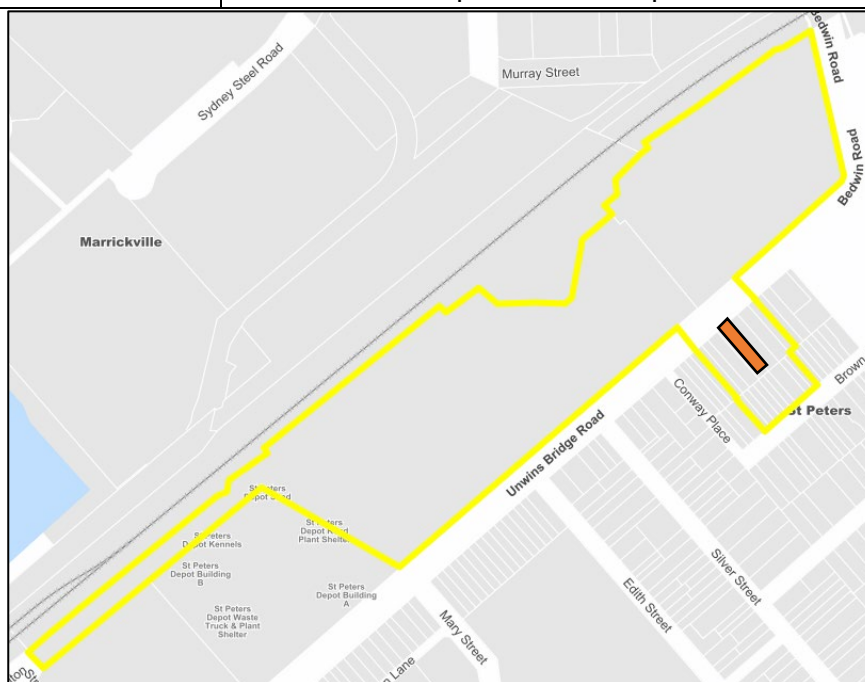 Bedwin Road
Murray Street
Sydney Steel Road
Bedwin Road
Marrickville
Brown
St Peters
Conway Place
Unwins Bridge Road
St Peters
Depot Shed
St Peters
Depot Road
Plant Shelter
St Peters
Depot Kennels
St Peters
Depot Building
B
St Peters
Depot Building
A
St Peters
Depot Waste
Truck & Plant
Shelter
Silver Street
Edith Street
Mary Street
Lane